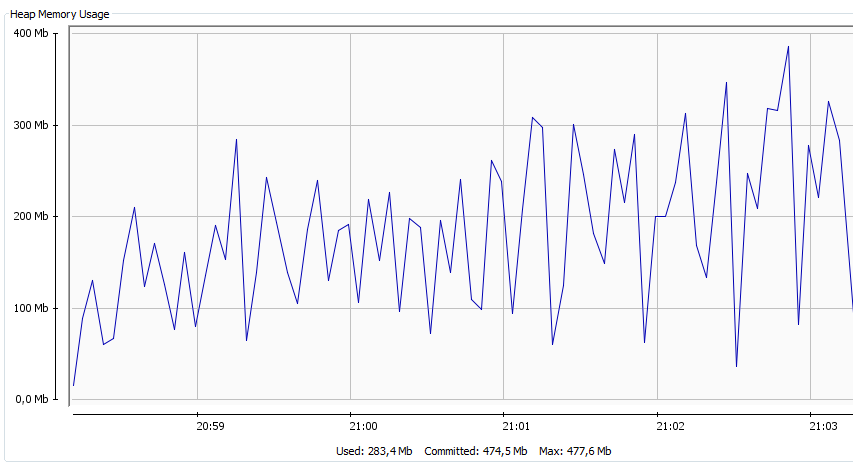 Heap Memory Usage
400 Mb
300 Mb
200 Mb
100 Mb
0,0 Mb
20:59 21:00 21:01 21:02 21:03
Used: 283,4 Mb Committed: 474,5 Mb Max: 477,6 Mb